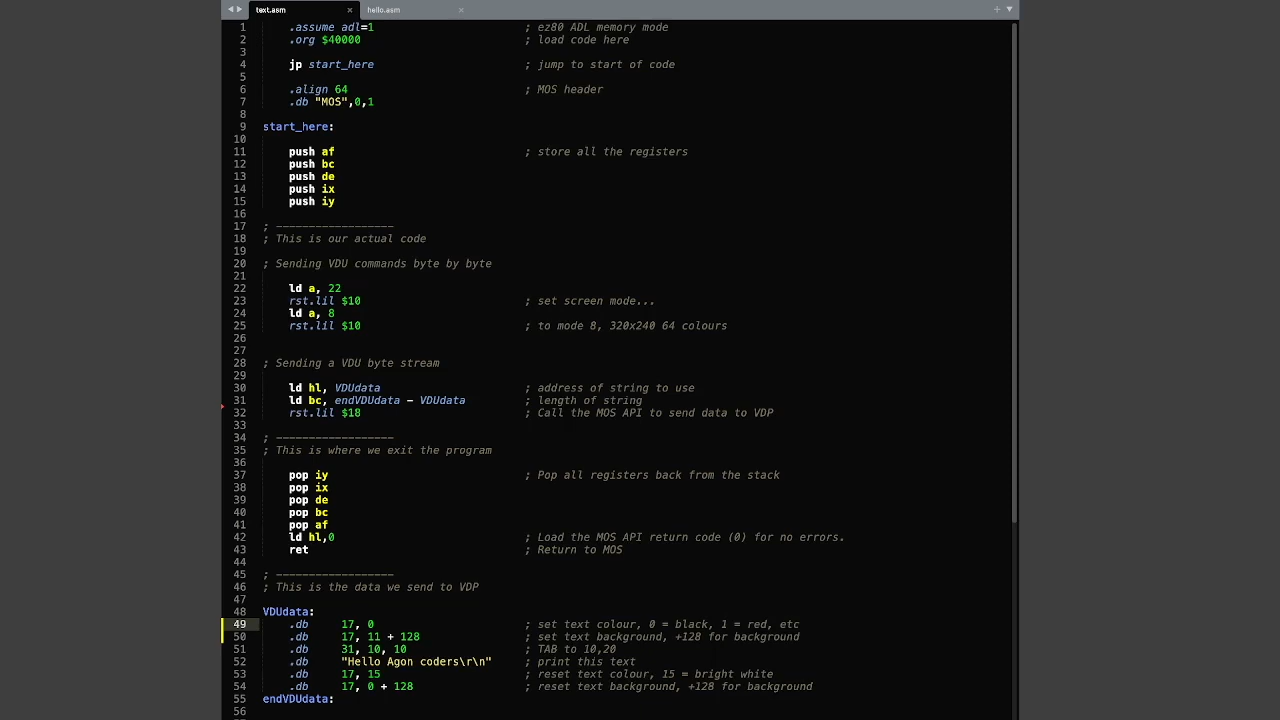 text.asm hello.asm
1 .assume adl=1 ; ez80 ADL memory mode
2 .org $40000 ; load code here
3
4 jp start_here ; jump to start of code
5
6 .align 64 ; MOS header
7 .db "MOS",0,1
8
9 start_here:
10
11 push af ; store all the registers
12 push bc
13 push de
14 push ix
15 push iy
16
17 ; ------------------
18 ; This is our actual code
19
20 ; Sending VDU commands byte by byte
21
22 ld a, 22
23 rst.lil $10 ; set screen mode...
24 ld a, 8
25 rst.lil $10 ; to mode 8, 320x240 64 colours
26
27
28 ; Sending a VDU byte stream
29
30 ld hl, VDUdata ; address of string to use
31 ld bc, endVDUdata - VDUdata ; length of string
32 rst.lil $18 ; Call the MOS API to send data to VDP
33
34 ; ------------------
35 ; This is where we exit the program
36
37 pop iy ; Pop all registers back from the stack
38 pop ix
39 pop de
40 pop bc
41 pop af
42 ld hl,0 ; Load the MOS API return code (0) for no errors.
43 ret ; Return to MOS
44
45 ; ------------------
46 ; This is the data we send to VDP
47
48 VDUdata:
49 .db 17, 0 ; set text colour, 0 = black, 1 = red, etc
50 .db 17, 11 + 128 ; set text background, +128 for background
51 .db 31, 10, 10 ; TAB to 10,20
52 .db "Hello Agon coders\r\n" ; print this text
53 .db 17, 15 ; reset text colour, 15 = bright white
54 .db 17, 0 + 128 ; reset text background, +128 for background
55 endVDUdata:
56